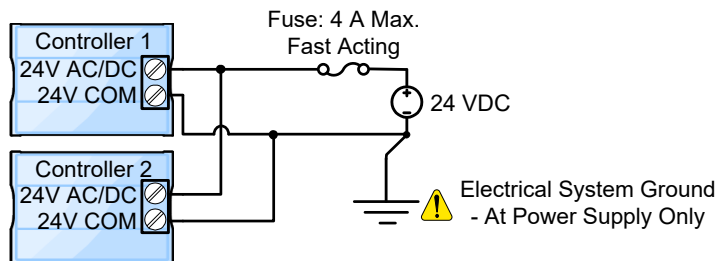 Fuse: 4 A Max.
Fast Acting
Controller 1
24V AC/DC
24V COM
+
24 VDC
-
Controller 2
24V AC/DC
24V COM
Electrical System Ground
- At Power Supply Only